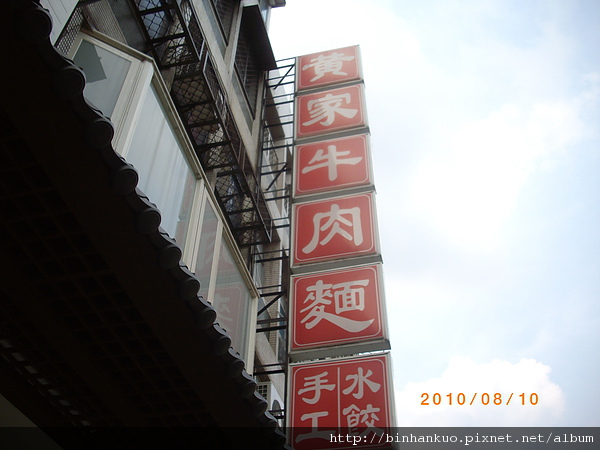 黃家牛肉麵
手工
水餃
2010/08/10
http://binhankuo.pixnet.net/album